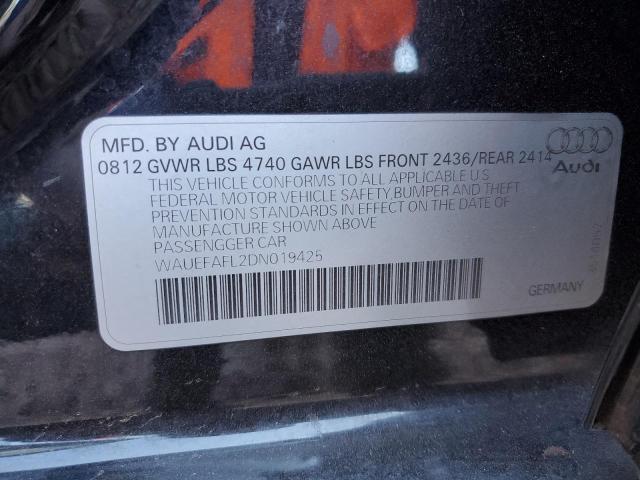 MFD. BY AUDI AG
0812 GVWR LBS 4740 GAWR LBS FRONT 2436/REAR 2414
THIS VEHICLE CONFORMS TO ALL APPLICABLE U.S
FEDERAL MOTOR VEHICLE SAFETY, BUMPER AND THEFT
PREVENTION STANDARDS IN EFFECT ON THE DATE OF
MANUFACTURE SHOWN ABOVE
PASSENGGER CAR
WAUEFAFL2DN019425
Audi
GERMANY